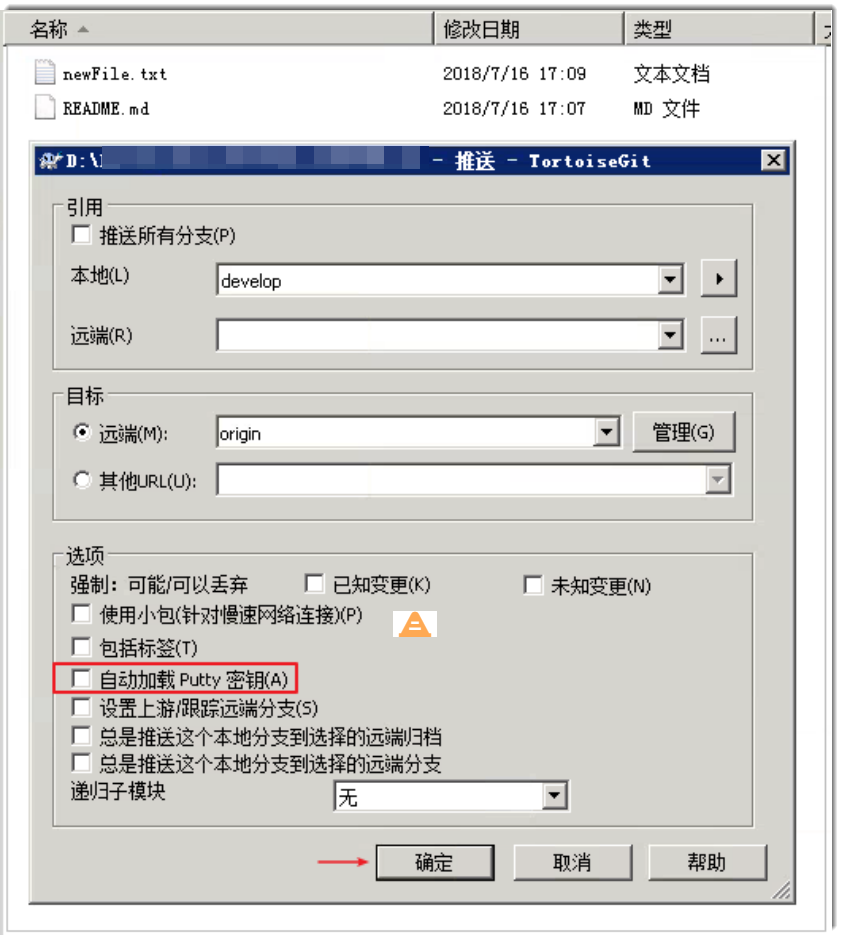 名称 修改日期 类型
newFile.txt 2018/7/16 17:09 文本文档
README.md 2018/7/16 17:07 MD 文件
D:\ - 推送 - TortoiseGit
引用
推送所有分支(P)
本地(L) develop
远端(R) ...
目标
远端(M): origin 管理(G)
其他URL(U):
选项
强制: 可能/可以丢弃 已知变更(K) 未知变更(N)
使用小包(针对慢速网络连接)(P)
包括标签(T)
自动加载 Putty 密钥(A)
设置上游/跟踪远端分支(S)
总是推送这个本地分支到选择的远端归档
总是推送这个本地分支到选择的远端分支
递归子模块 无
确定 取消 帮助